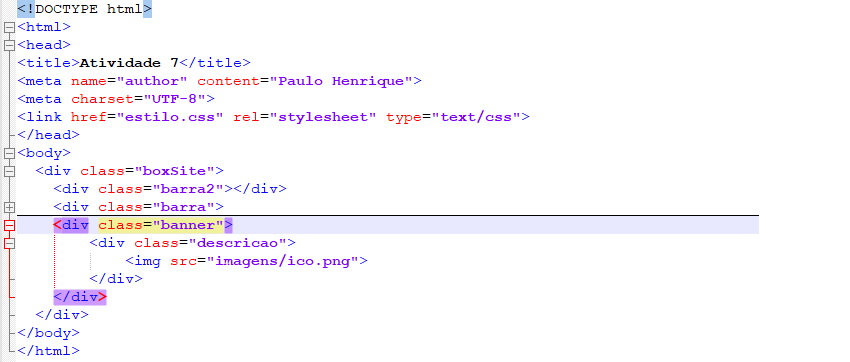 <!DOCTYPE html>
<html>
<head>
<title>Atividade 7</title>
<meta name="author" content="Paulo Henrique">
<meta charset="UTF-8">
<link href="estilo.css" rel="stylesheet" type="text/css">
</head>
<body>
<div class="boxSite">
<div class="barra2"></div>
<div class="barra">
<div class="banner">
<div class="descricao">
<img src="imagens/ico.png">
</div>
</div>
</div>
</body>
</html>